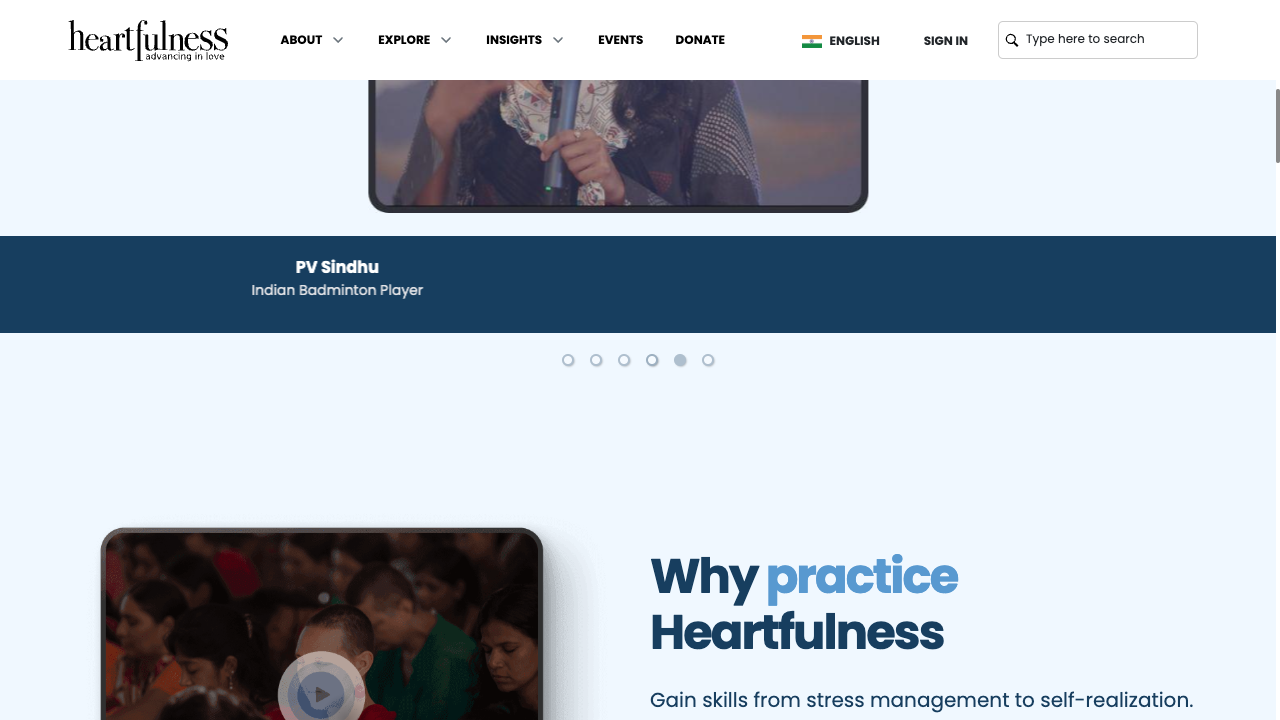 heartfulness
advancing in love
ABOUT EXPLORE INSIGHTS EVENTS DONATE ENGLISH SIGN IN Type here to search
PV Sindhu
Indian Badminton Player
Why practice
Heartfulness
Gain skills from stress management to self-realization.